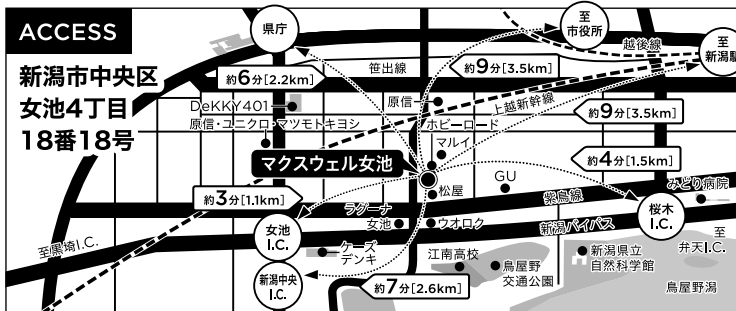 ACCESS
新潟市中央区
女池4丁目
18番18号
県庁
至
市役所
越後線
至
新潟駅
約6分[2.2km]
笹出線
約9分[3.5km]
DeKKY401
原信
上越新幹線
約9分[3.5km]
原信・ユニクロ・マツモトキヨシ
ホビーロード
マルイ
マクスウェル女池
約4分[1.5km]
GU
松屋
紫鳥線
みどり病院
約3分[1.1km]
ラグーナ
女池
ウオロク
新潟バイパス
桜木
I.C.
女池
I.C.
至黒埼I.C.
ケーズ
デンキ
江南高校
鳥屋野
交通公園
新潟県立
自然科学館
至
弁天I.C.
新潟中央
I.C.
約7分[2.6km]
鳥屋野潟